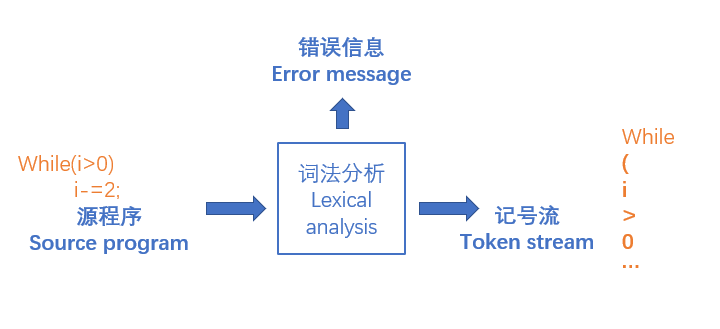 错误信息
Error message
While(i>0)
i-=2;
源程序
Source program
词法分析
Lexical
analysis
记号流
Token stream
While
(
i
>
0
...